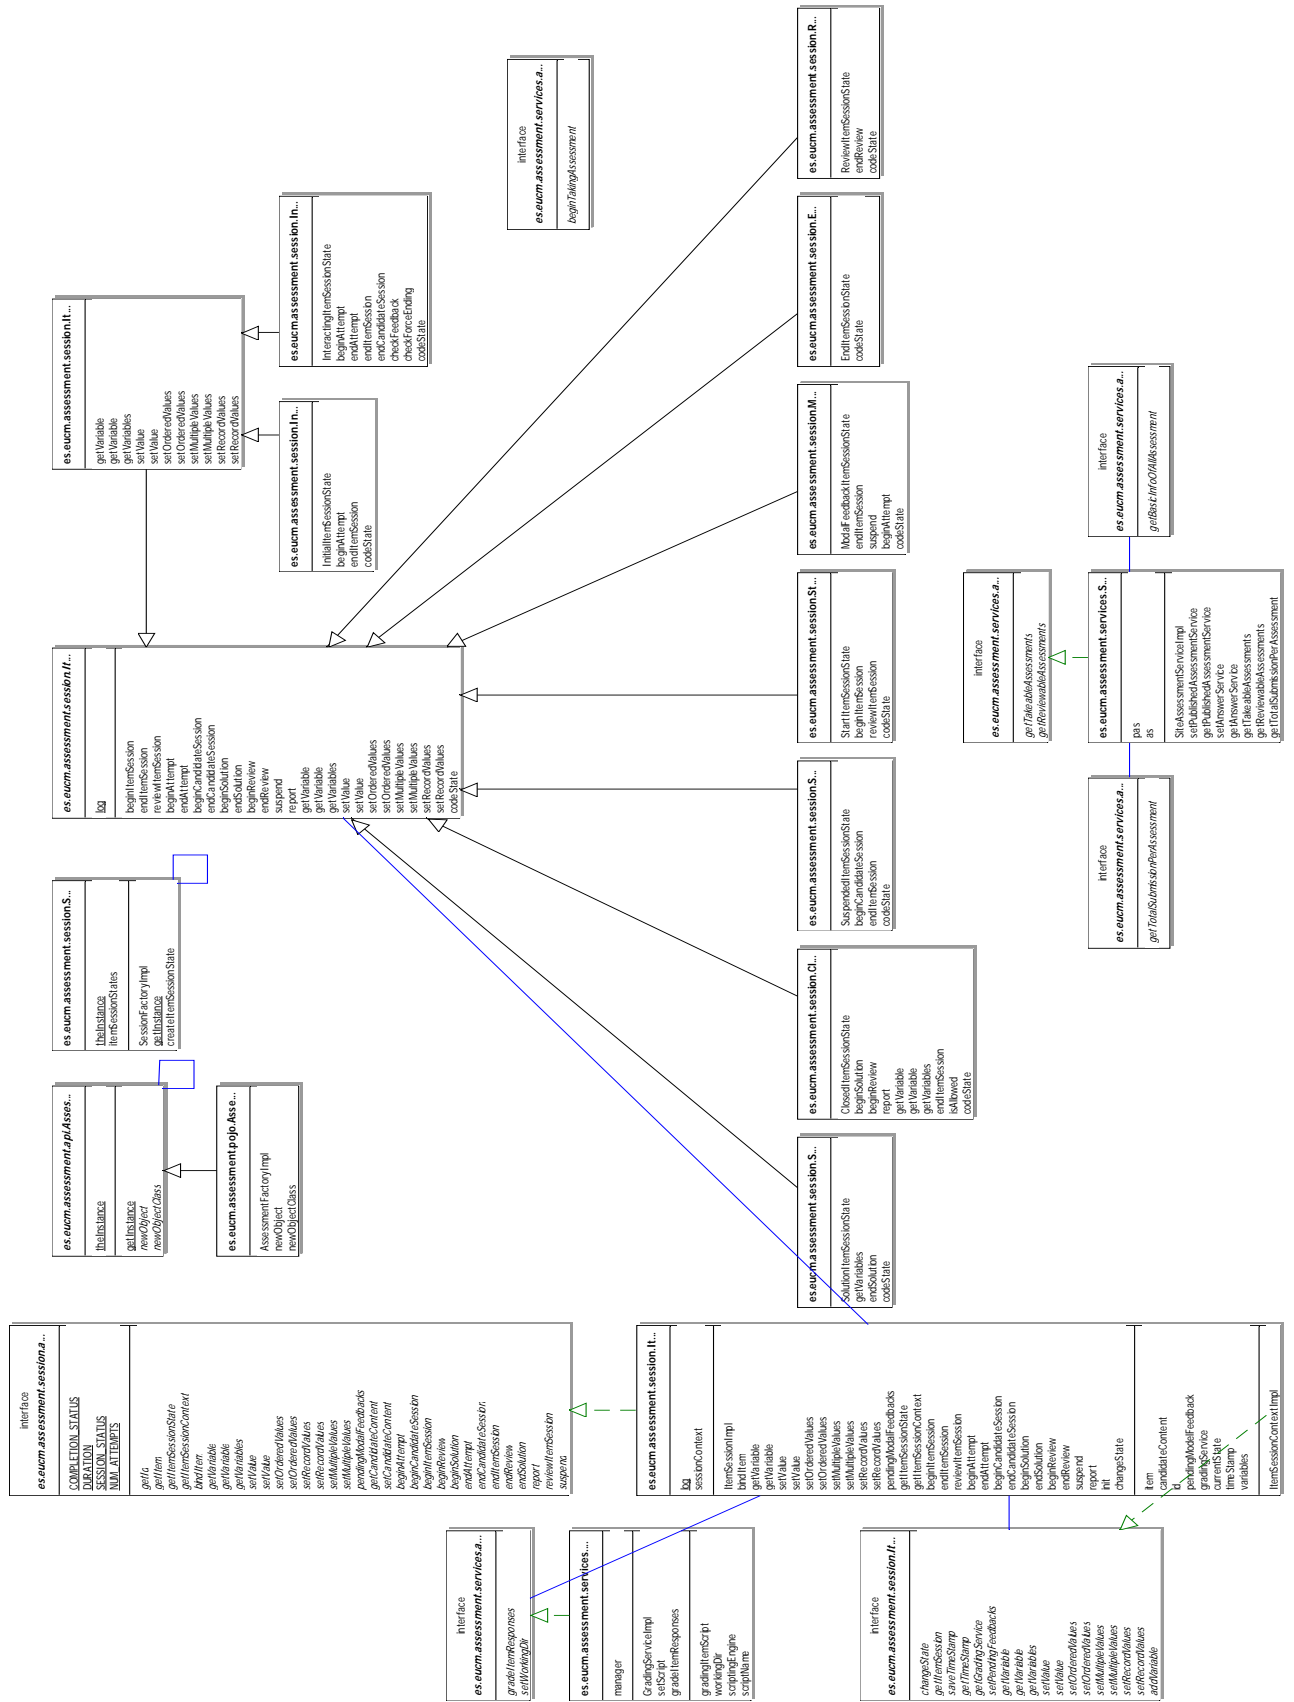 interface
es.eucm.assessment.session.a...
COMPLETION_STATUS
DURATION
SESSION_STATUS
NUM_ATTEMPTS
getId
getItem
getItemSessionState
getItemSessionContext
bindItem
getVariable
getVariable
getVariables
setValue
setValue
setOrderedValues
setOrderedValues
setRecordValues
setRecordValues
setMultipleValues
setMultipleValues
pendingModalFeedbacks
getCandidateContent
setCandidateContent
beginAttempt
beginCandidateSession
beginItemSession
beginReview
beginSolution
endAttempt
endCandidateSession
endItemSession
endReview
endSolution
report
reviewItemSession
suspend
es.eucm.assessment.api.Asses...
theInstance
getInstance
newObject
newObjectClass
es.eucm.assessment.pojo.Asse...
AssessmentFactoryImpl
newObject
newObjectClass
es.eucm.assessment.session.S...
theInstance
itemSessionStates
SessionFactoryImpl
getInstance
createItemSessionState
es.eucm.assessment.session.It...
log
beginItemSession
endItemSession
reviewItemSession
beginAttempt
endAttempt
beginCandidateSession
endCandidateSession
beginSolution
endSolution
beginReview
endReview
suspend
report
getVariable
getVariable
getVariables
setValue
setValue
setOrderedValues
setOrderedValues
setMultipleValues
setMultipleValues
setRecordValues
setRecordValues
codeState
es.eucm.assessment.session.It...
getVariable
getVariable
getVariables
setValue
setValue
setOrderedValues
setOrderedValues
setMultipleValues
setMultipleValues
setRecordValues
setRecordValues
es.eucm.assessment.session.In...
InitialItemSessionState
beginAttempt
endItemSession
codeState
es.eucm.assessment.session.In...
InteractingItemSessionState
beginAttempt
endAttempt
endItemSession
endCandidateSession
checkFeedback
checkForceEnding
codeState
interface
es.eucm.assessment.services.a...
beginTakingAssessment
interface
es.eucm.assessment.services.a...
gradeItemResponses
setWorkingDir
es.eucm.assessment.services....
manager
GradingServiceImpl
setScript
gradeItemResponses
gradingItemScript
workingDir
scriptingEngine
scriptName
es.eucm.assessment.session.It...
log
sessionContext
ItemSessionImpl
bindItem
getVariable
getVariable
setValue
setValue
setOrderedValues
setOrderedValues
setMultipleValues
setMultipleValues
setRecordValues
setRecordValues
pendingModalFeedbacks
getItemSessionState
getItemSessionContext
beginItemSession
endItemSession
reviewItemSession
beginAttempt
endAttempt
beginCandidateSession
endCandidateSession
beginSolution
endSolution
beginReview
endReview
suspend
report
init
changeState
item
candidateContent
id
pendingModelFeedback
gradingService
currentState
timeStamp
variables
ItemSessionContextImpl
interface
es.eucm.assessment.session.It...
changeState
getItemSession
saveTimeStamp
getTimeStamp
getGradingService
setPendingFeedbacks
getVariable
getVariable
getVariables
setValue
setValue
setOrderedValues
setOrderedValues
setMultipleValues
setMultipleValues
setRecordValues
setRecordValues
addVariable
es.eucm.assessment.session.S...
SolutionItemSessionState
getVariables
endSolution
codeState
es.eucm.assessment.session.Cl...
ClosedItemSessionState
beginSolution
beginReview
report
getVariable
getVariable
getVariables
endItemSession
isAllowed
codeState
es.eucm.assessment.session.S...
SuspendedItemSessionState
beginCandidateSession
endItemSession
codeState
es.eucm.assessment.session.St...
StartItemSessionState
beginItemSession
reviewItemSession
codeState
es.eucm.assessment.session.M...
ModalFeedbackItemSessionState
endItemSession
suspend
beginAttempt
codeState
es.eucm.assessment.session.E...
EndItemSessionState
endItemSession
codeState
es.eucm.assessment.session.R...
ReviewItemSessionState
endReview
codeState
interface
es.eucm.assessment.services.a...
getTakeableAssessments
getReviewableAssessments
interface
es.eucm.assessment.services.a...
getTotalSubmissionPerAssessment
es.eucm.assessment.services.S...
pas
as
SiteAssessmentServiceImpl
setPublishedAssessmentService
getPublishedAssessmentService
setAnswerService
getAnswerService
getTakeableAssessments
getReviewableAssessments
getTotalSubmissionPerAssessment
interface
es.eucm.assessment.services.a...
getBasicInfoOfAllAssessment